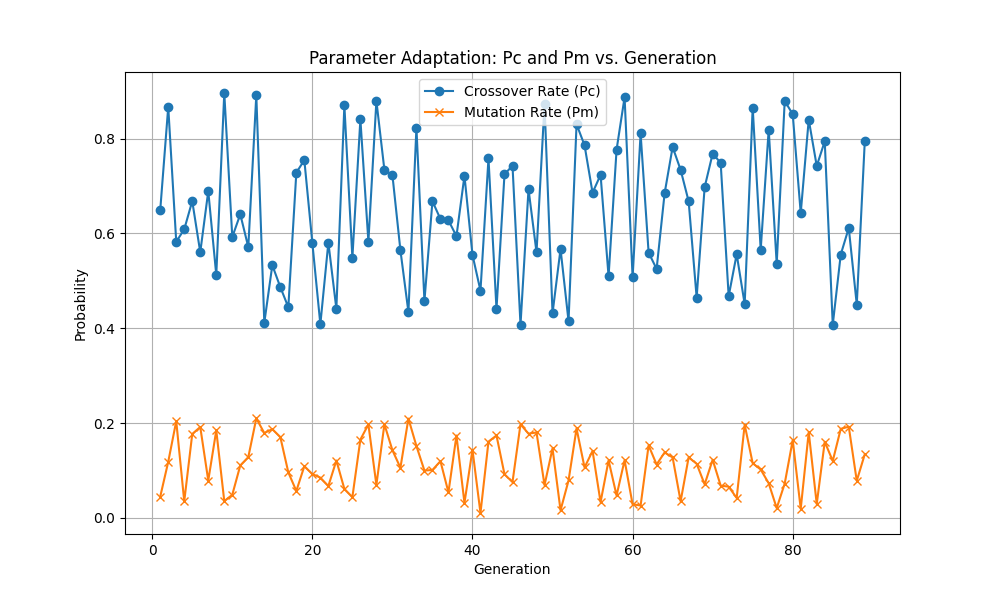 Parameter Adaptation: Pc and Pm vs. Generation
Crossover Rate (Pc)
Mutation Rate (Pm)
Probability
0.8
0.6
0.4
0.2
0.0
0 20 40 60 80
Generation